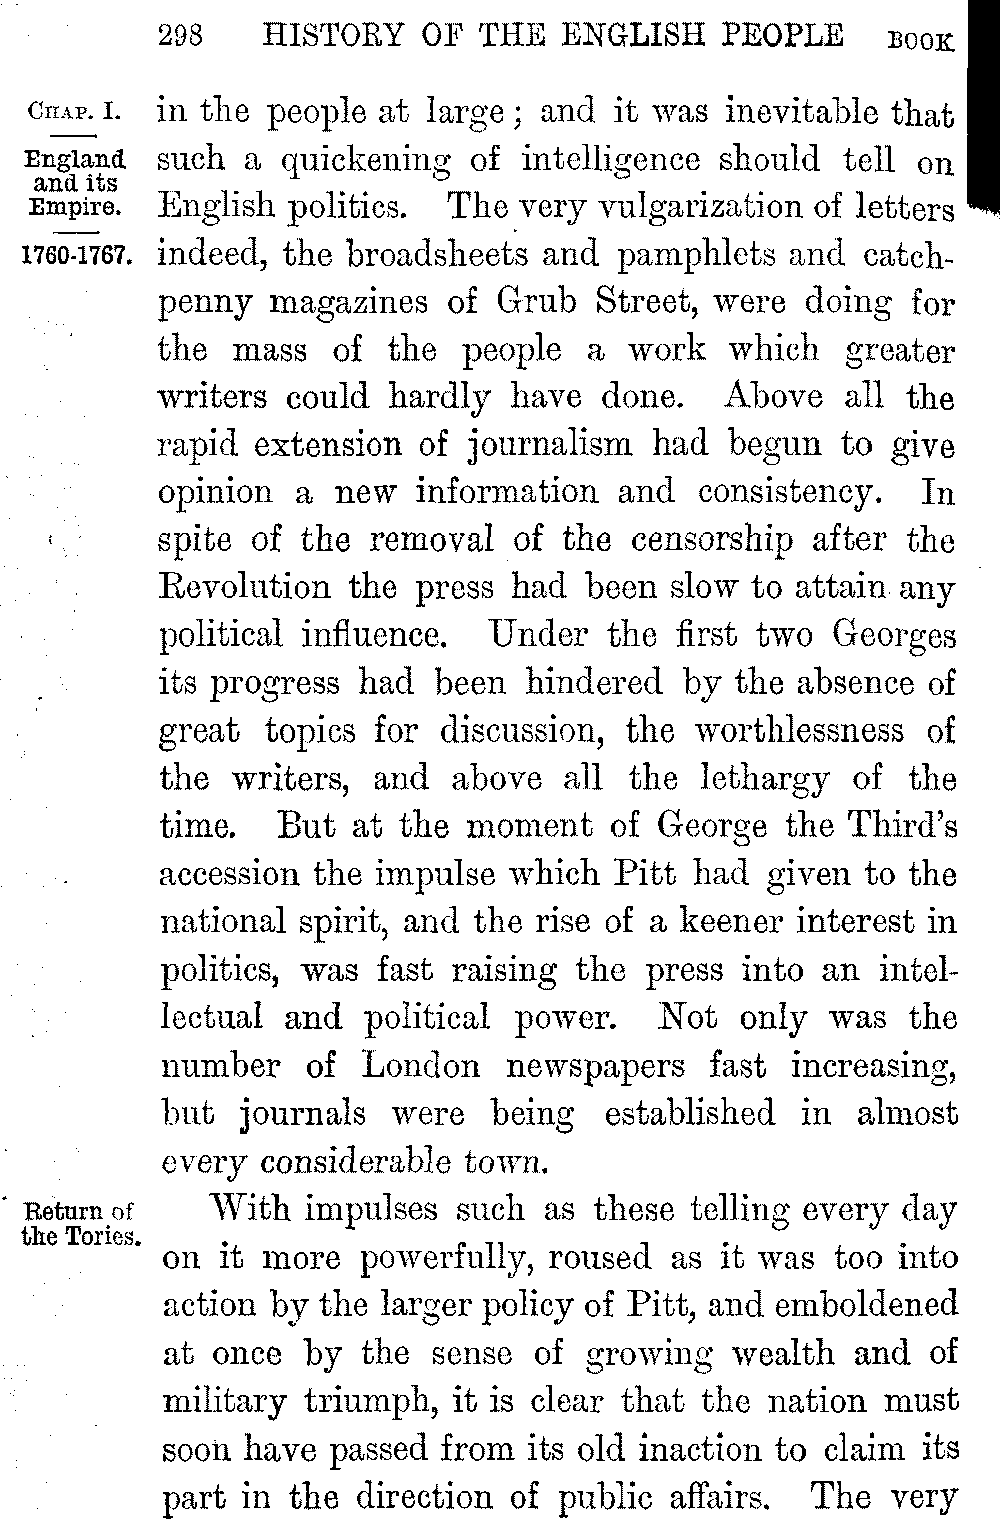 298 HISTORY OF THE ENGLISH PEOPLE BOOK
CHAP. I.
England
and its
Empire.
1760-1767.
in the people at large; and it was inevitable that
such a quickening of intelligence should tell on
English politics. The very vulgarization of letters
indeed, the broadsheets and pamphlets and catch-
penny magazines of Grub Street, were doing for
the mass of the people a work which greater
writers could hardly have done. Above all the
rapid extension of journalism had begun to give
opinion a new information and consistency. In
spite of the removal of the censorship after the
Revolution the press had been slow to attain any
political influence. Under the first two Georges
its progress had been hindered by the absence of
great topics for discussion, the worthlessness of
the writers, and above all the lethargy of the
time. But at the moment of George the Third's
accession the impulse which Pitt had given to the
national spirit, and the rise of a keener interest in
politics, was fast raising the press into an intel-
lectual and political power. Not only was the
number of London newspapers fast increasing,
but journals were being established in almost
every considerable town.
Return of
the Tories.
With impulses such as these telling every day
on it more powerfully, roused as it was too into
action by the larger policy of Pitt, and emboldened
at once by the sense of growing wealth and of
military triumph, it is clear that the nation must
soon have passed from its old inaction to claim its
part in the direction of public affairs. The very